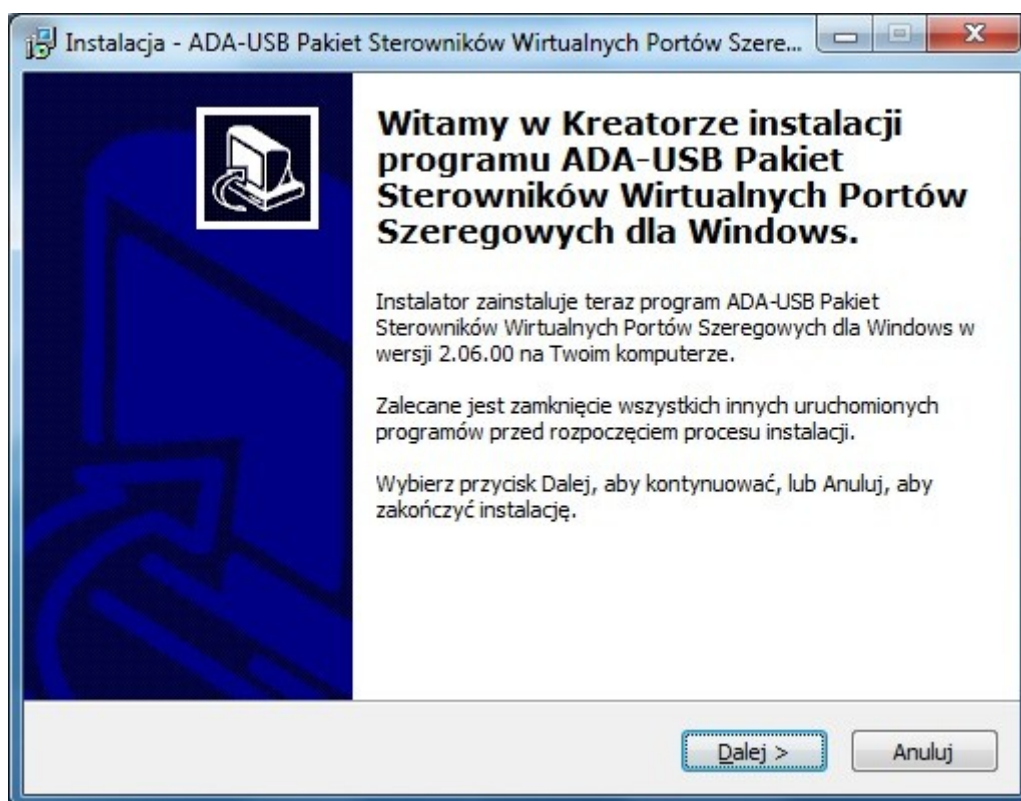 Instalacja - ADA-USB Pakiet Sterowników Wirtualnych Portów Szere...
Witamy w Kreatorze instalacji
programu ADA-USB Pakiet
Sterowników Wirtualnych Portów
Szeregowych dla Windows.
Instalator zainstaluje teraz program ADA-USB Pakiet
Sterowników Wirtualnych Portów Szeregowych dla Windows w
wersji 2.06.00 na Twoim komputerze.
Zalecane jest zamknięcie wszystkich innych uruchomionych
programów przed rozpoczęciem procesu instalacji.
Wybierz przycisk Dalej, aby kontynuować, lub Anuluj, aby
zakończyć instalację.
Dalej > Anuluj